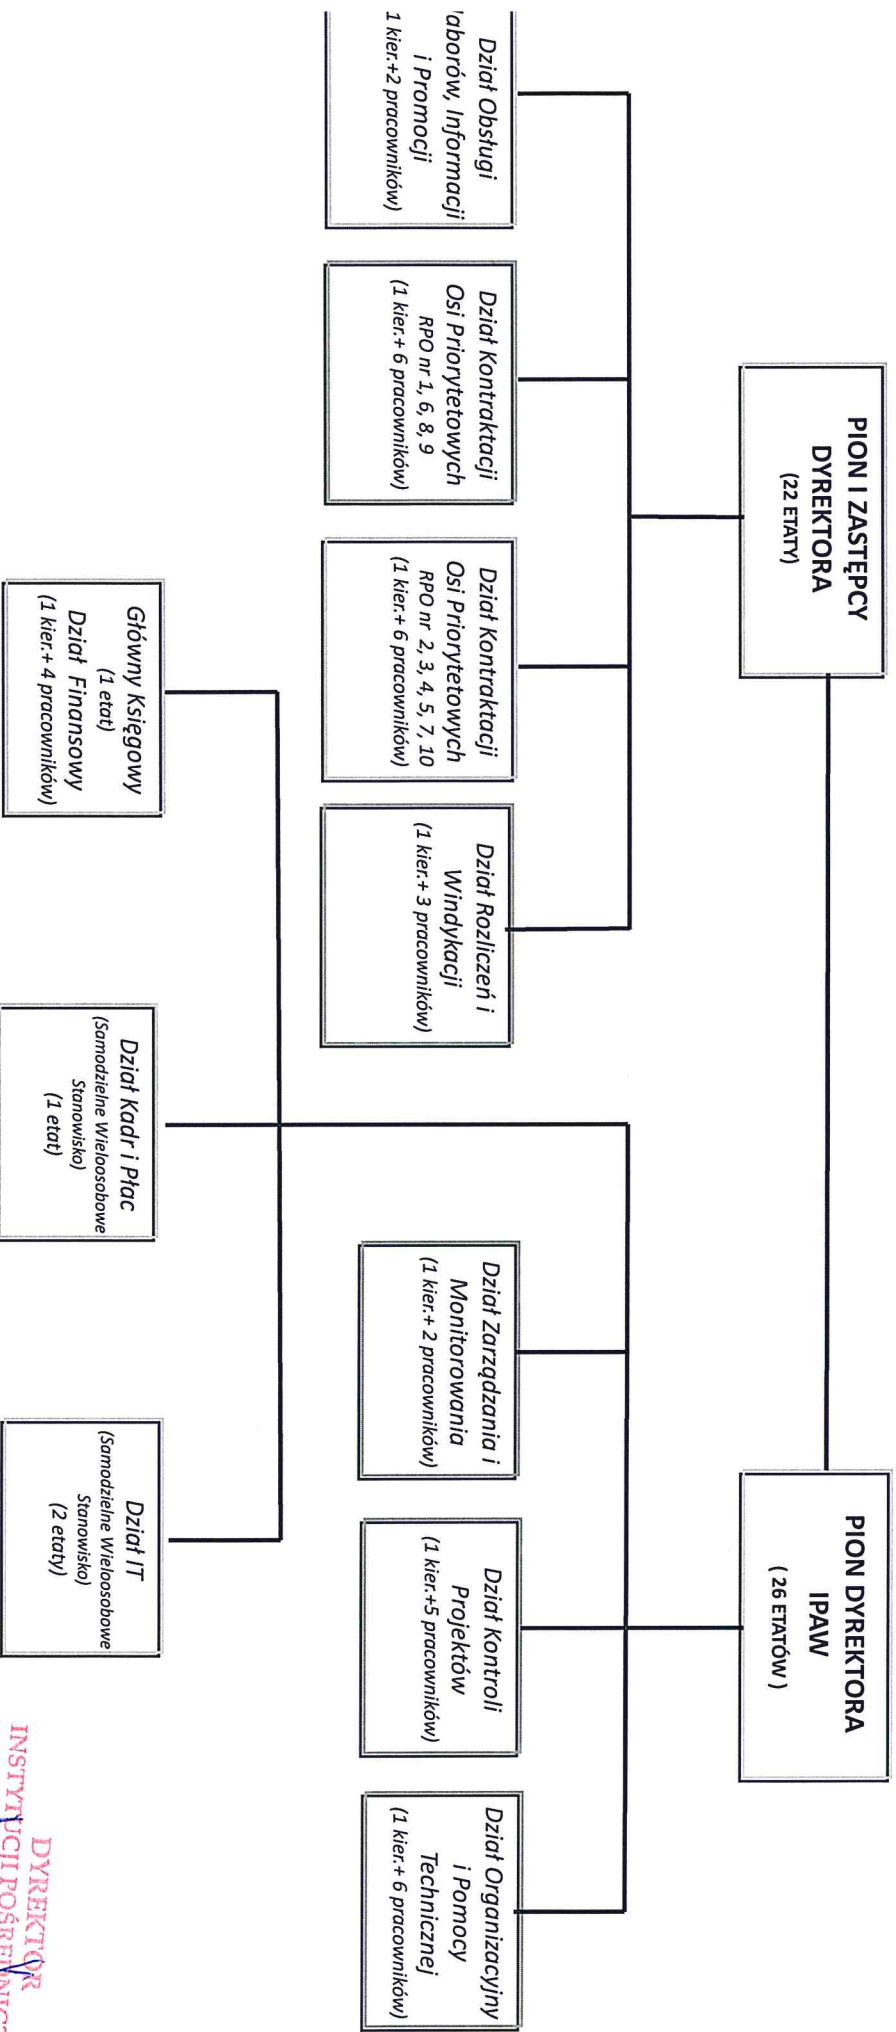 PION I ZASTĘPCY
DYREKTORA
(22 ETATY)
PION DYREKTORA
IPAW
( 26 ETATÓW )
Dział Obsługi
aborów, Informacji
i Promocji
1 kier.+2 pracowników)
Dział Kontraktacji
Osi Priorytetowych
RPO nr 1, 6, 8, 9
(1 kier.+ 6 pracowników)
Dział Kontraktacji
Osi Priorytetowych
RPO nr 2, 3, 4, 5, 7, 10
(1 kier.+ 6 pracowników)
Dział Rozliczeń i
Windykacji
(1 kier.+ 3 pracowników)
Dział Zarządzania i
Monitorowania
(1 kier.+ 2 pracowników)
Dział Kontroli
Projektów
(1 kier.+5 pracowników)
Dział Organizacyjny
i Pomocy
Technicznej
(1 kier.+ 6 pracowników)
Główny Księgowy
(1 etat)
Dział Finansowy
(1 kier.+ 4 pracowników)
Dział Kadr i Płac
(Samodzielne Wieloosobowe
Stanowisko)
(1 etat)
Dział IT
(Samodzielne Wieloosobowe
Stanowisko)
(2 etaty)
DYREKTOR
INSTYTUCJI POŚREDNIC